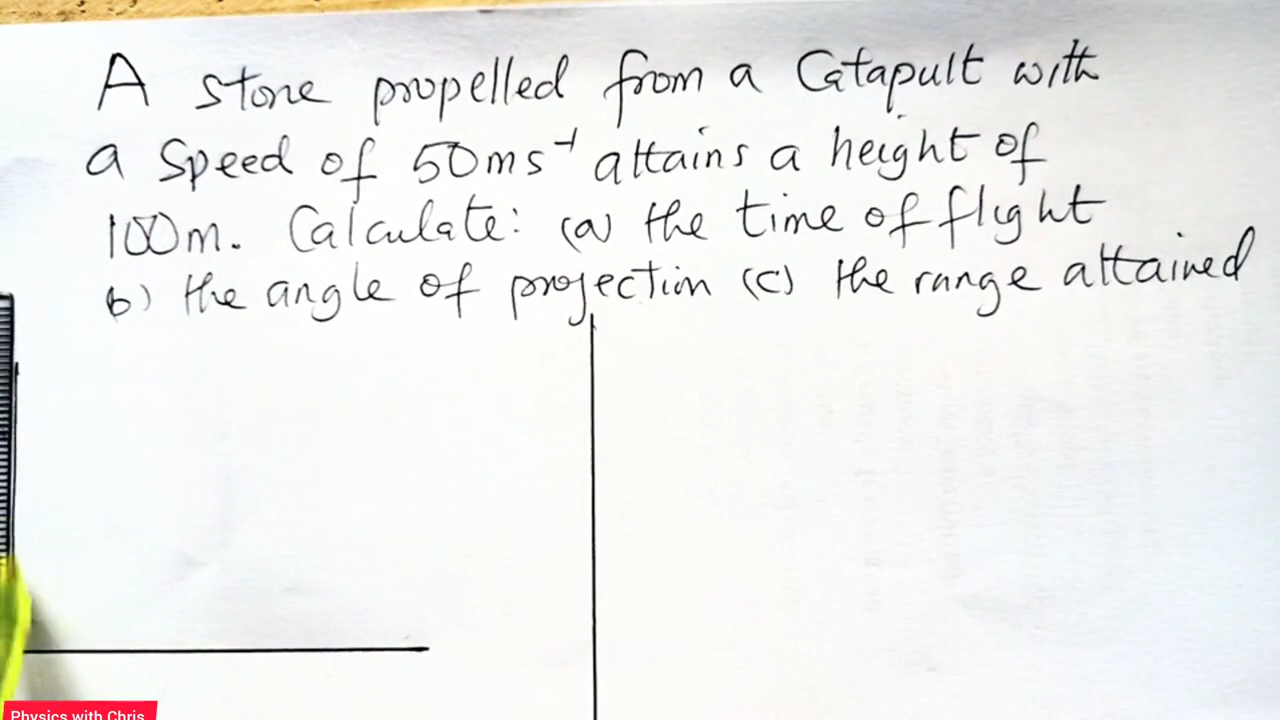 A stone propelled from a Catapult with
a speed of 50ms⁻¹ attains a height of
100m. Calculate: (a) the time of flight
b) the angle of projection (c) the range attained
Physics with Chris